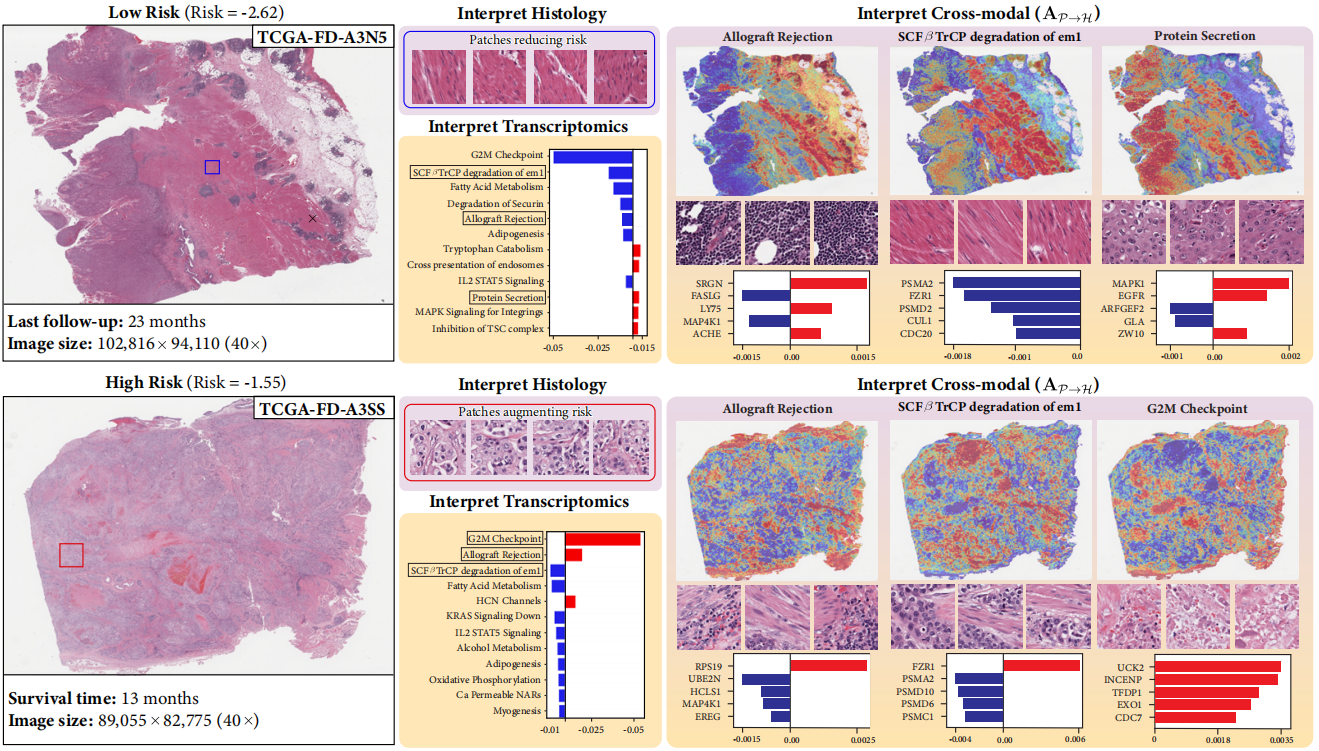 Low Risk (Risk = -2.62)
TCGA-FD-A3N5
Last follow-up: 23 months
Image size: 102,816 × 94,110 (40×)
Interpret Histology
Patches reducing risk
Interpret Transcriptomics
G2M Checkpoint
SCFβTrCP degradation of em1
Fatty Acid Metabolism
Degradation of Securin
Allograft Rejection
Adipogenesis
Tryptophan Catabolism
Cross presentation of endosomes
IL2 STAT5 Signaling
Protein Secretion
MAPK Signaling for Integrings
Inhibition of TSC complex
-0.05 -0.025 -0.015
Interpret Cross-modal (A𝒫→ℋ)
Allograft Rejection
SRGN
FASLG
LY75
MAP4K1
ACHE
-0.0015 0.00 0.0015
SCFβTrCP degradation of em1
PSMA2
FZR1
PSMD2
CUL1
CDC20
-0.0018 -0.001 0.0
Protein Secretion
MAPK1
EGFR
ARFGEF2
GLA
ZW10
-0.001 0.00 0.002
High Risk (Risk = -1.55)
TCGA-FD-A3SS
Survival time: 13 months
Image size: 89,055 × 82,775 (40×)
Interpret Histology
Patches augmenting risk
Interpret Transcriptomics
G2M Checkpoint
Allograft Rejection
SCFβTrCP degradation of em1
Fatty Acid Metabolism
HCN Channels
KRAS Signaling Down
IL2 STAT5 Signaling
Alcohol Metabolism
Adipogenesis
Oxidative Phosphorylation
Ca Permeable NARs
Myogenesis
-0.01 -0.025 -0.05
Interpret Cross-modal (A𝒫→ℋ)
Allograft Rejection
RPS19
UBE2N
HCLS1
MAP4K1
EREG
-0.0015 0.00 0.0025
SCFβTrCP degradation of em1
FZR1
PSMA2
PSMD10
PSMD6
PSMC1
-0.004 0.00 0.006
G2M Checkpoint
UCK2
INCENP
TFDP1
EXO1
CDC7
0 0.0018 0.0035